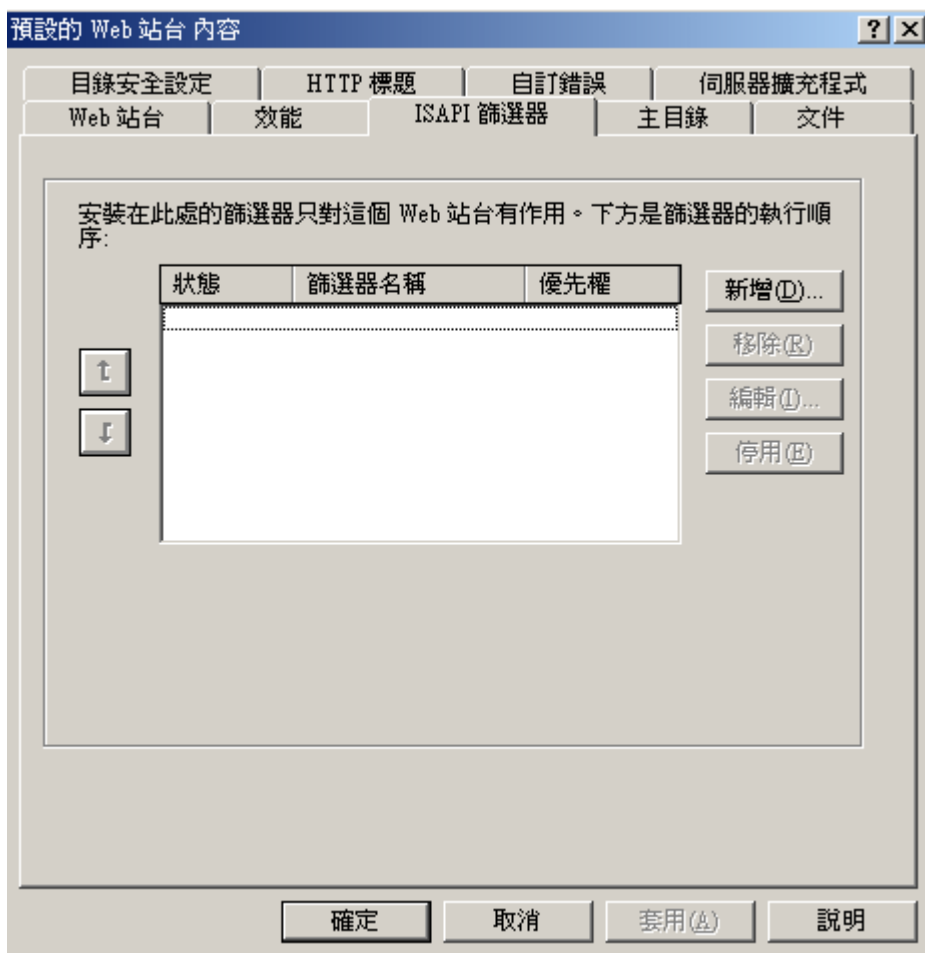 預設的 Web 站台 內容
目錄安全設定 HTTP 標題 自訂錯誤 伺服器擴充程式
Web 站台 效能 ISAPI 篩選器 主目錄 文件
安裝在此處的篩選器只對這個 Web 站台有作用。下方是篩選器的執行順
序:
狀態 篩選器名稱 優先權
新增(D)...
移除(R)
編輯(I)...
停用(E)
確定 取消 套用(A) 說明